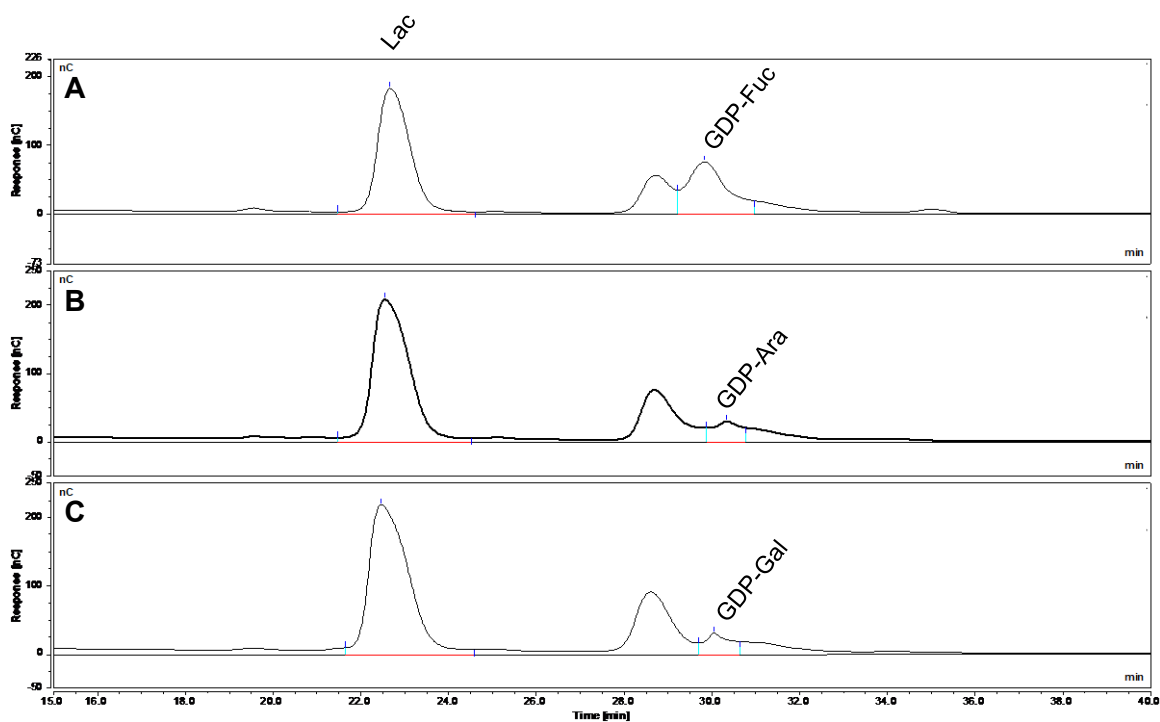 Lac
226
nC
200
A
GDP-Fuc
100
Response [nC]
0
min
-73
250
nC
B
200
GDP-Ara
100
Response [nC]
0
min
-50
250
nC
C
200
GDP-Gal
100
Response [nC]
0
min
-50
15.0 16.0 18.0 20.0 22.0 24.0 26.0 28.0 30.0 32.0 34.0 36.0 38.0 40.0
Time [min]